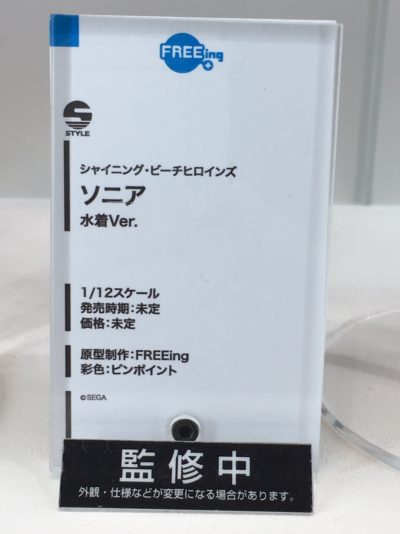 FREEing
S
STYLE
シャイニング・ビーチヒロインズ
ソニア
水着Ver.
1/12スケール
発売時期:未定
価格:未定
原型制作:FREEing
彩色:ピンポイント
©SEGA
監修中
外観・仕様などが変更になる場合があります。